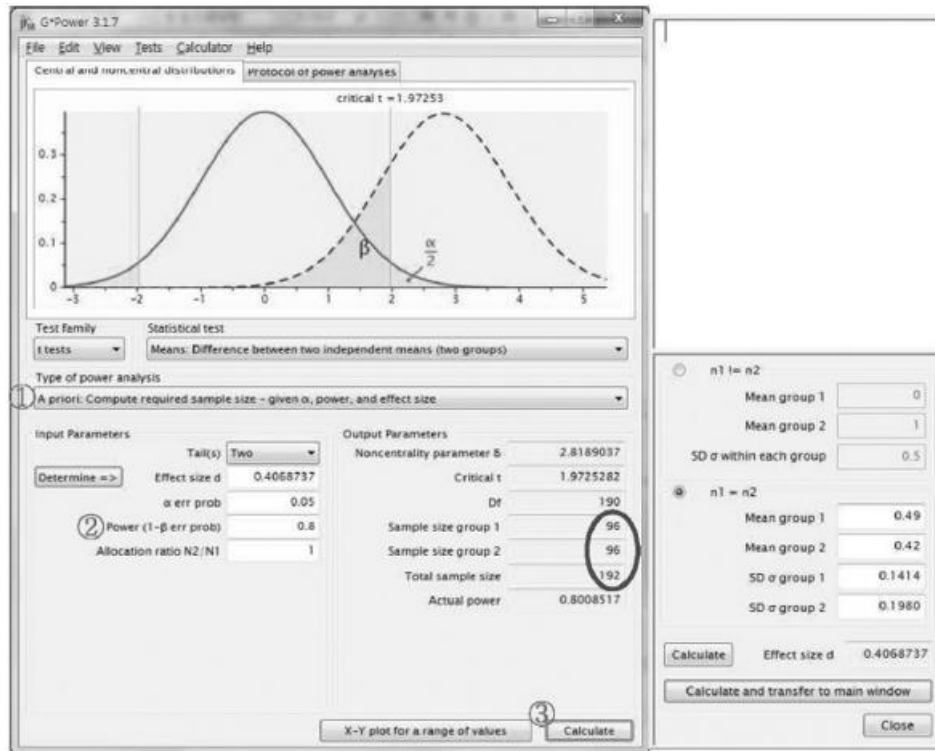 G*Power 3.1.7
File Edit View Tests Calculator Help
Central and noncentral distributions Protocol of power analyses
critical t = 1.97253
0.3
0.2
0.1
0
β
α
2
-3 -2 -1 0 1 2 3 4 5
Test family Statistical test
t tests Means: Difference between two independent means (two groups)
Type of power analysis
① A priori: Compute required sample size – given α, power, and effect size
Input Parameters Output Parameters
Tail(s) Two Noncentrality parameter δ 2.8189037
Determine => Effect size d 0.4068737 Critical t 1.9725282
α err prob 0.05 Df 190
② Power (1-β err prob) 0.8 Sample size group 1 96
Allocation ratio N2/N1 1 Sample size group 2 96
Total sample size 192
Actual power 0.8008517
③
X-Y plot for a range of values Calculate
n1 != n2
Mean group 1 0
Mean group 2 1
SD σ within each group 0.5
n1 = n2
Mean group 1 0.49
Mean group 2 0.42
SD σ group 1 0.1414
SD σ group 2 0.1980
Calculate Effect size d 0.4068737
Calculate and transfer to main window
Close